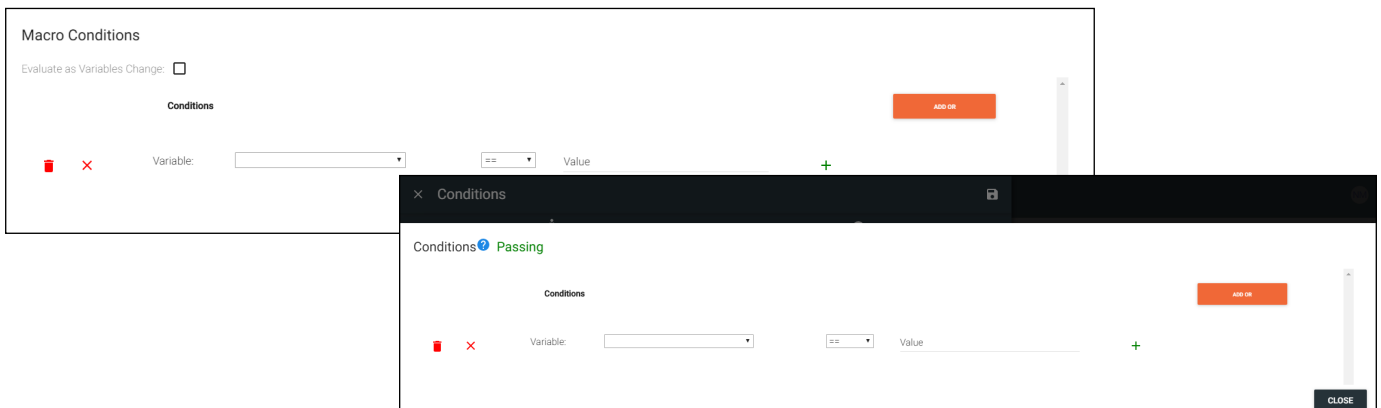 Macro Conditions
Evaluate as Variables Change:
Conditions
ADD OR
Variable: == Value
Conditions
Conditions Passing
Conditions
ADD OR
Variable: == Value
CLOSE